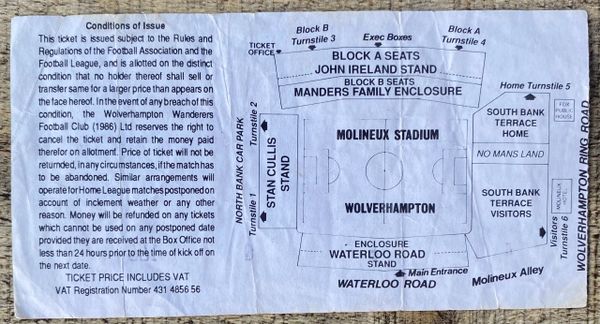 Conditions of Issue
This ticket is issued subject to the Rules and
Regulations of the Football Association and the
Football League, and is allotted on the distinct
condition that no holder thereof shall sell or
transfer same for a larger price than appears on
the face hereof. In the event of any breach of this
condition, the Wolverhampton Wanderers
Football Club (1986) Ltd reserves the right to
cancel the ticket and retain the money paid
therefor on allotment. Price of ticket will not be
returned, in any circumstances, if the match has
to be abandoned. Similar arrangements will
operate for Home League matches postponed on
account of inclement weather or any other
reason. Money will be refunded on any tickets
which cannot be used on any postponed date
provided they are received at the Box Office not
less than 24 hours prior to the time of kick off on
the next date.
TICKET PRICE INCLUDES VAT
VAT Registration Number 431 4856 56
TICKET
OFFICE
Block B
Turnstile 3
Exec Boxes
Block A
Turnstile 4
BLOCK A SEATS
JOHN IRELAND STAND
BLOCK B SEATS
MANDERS FAMILY ENCLOSURE
Home Turnstile 5
NORTH BANK CAR PARK
Turnstile 2
Turnstile 1
STAN CULLIS
STAND
MOLINEUX STADIUM
WOLVERHAMPTON
SOUTH BANK
TERRACE
HOME
NO MANS LAND
SOUTH BANK
TERRACE
VISITORS
FOX
PUBLIC
HOUSE
MOLINEUX
HOTEL
Visitors
Turnstile 6
WOLVERHAMPTON RING ROAD
ENCLOSURE
WATERLOO ROAD
STAND
Main Entrance
WATERLOO ROAD
Molineux Alley